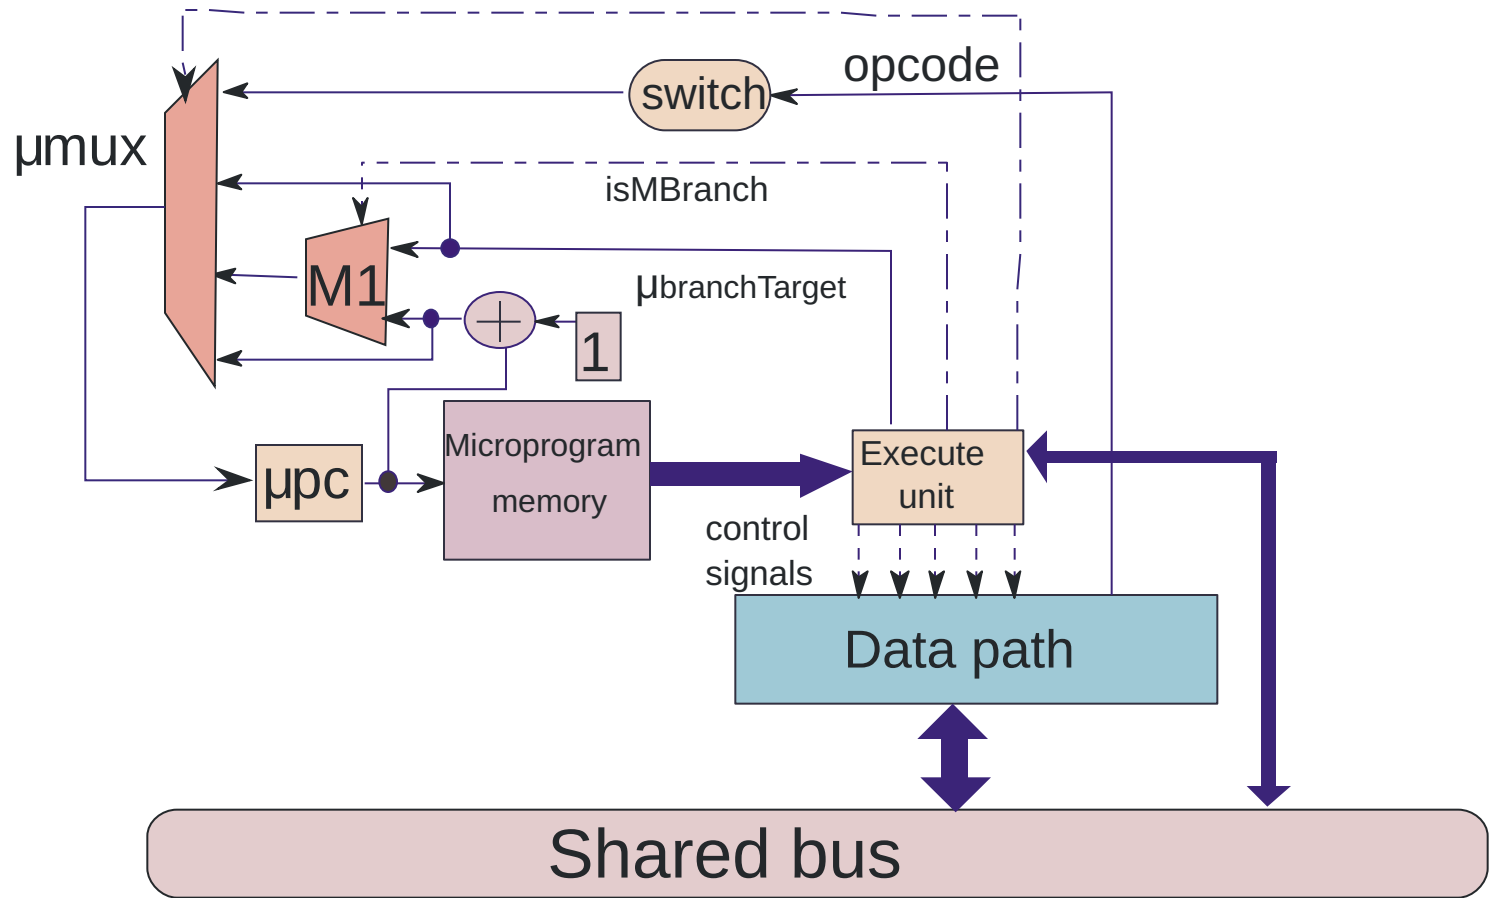 opcode
switch
μmux
isMBranch
M1
μbranchTarget
1
Microprogram
memory
μpc
Execute
unit
control
signals
Data path
Shared bus